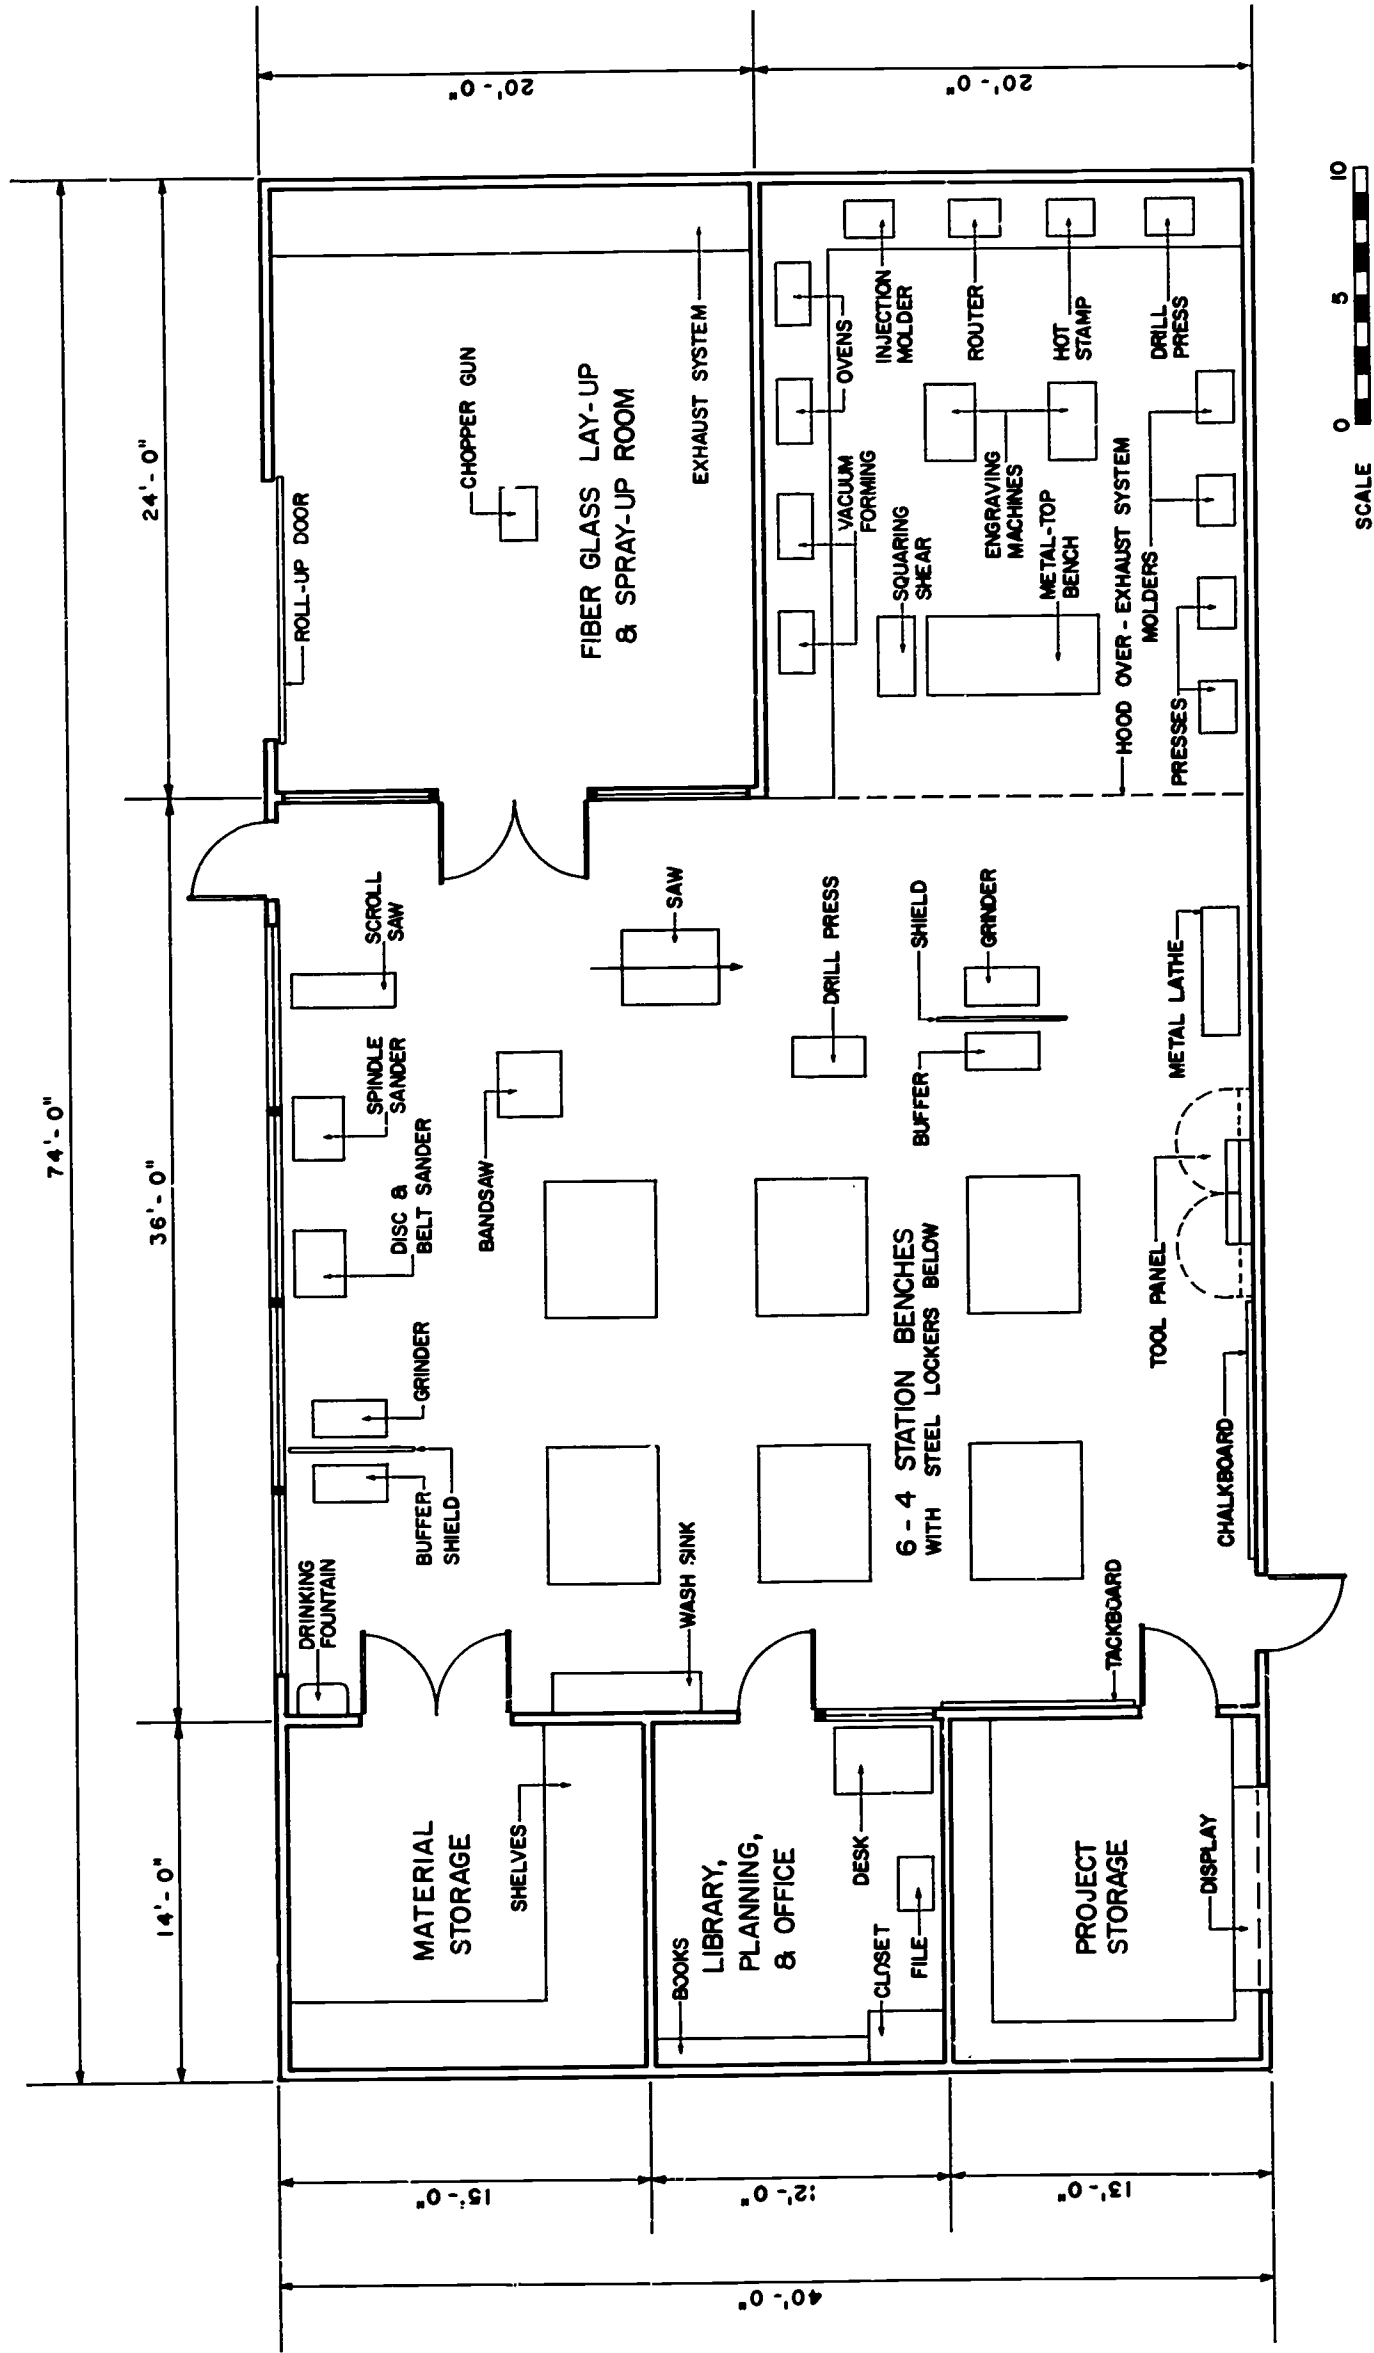 74'-0"
14'-0"
36'-0"
24'-0"
40'-0"
15'-0"
12'-0"
13'-0"
20'-0"
20'-0"
MATERIAL
STORAGE
SHELVES
BOOKS
LIBRARY,
PLANNING,
& OFFICE
DESK
CLOSET
FILE
PROJECT
STORAGE
DISPLAY
DRINKING
FOUNTAIN
BUFFER
SHIELD
GRINDER
DISC &
BELT SANDER
SPINDLE
SANDER
SCROLL
SAW
BANDSAW
SAW
WASH SINK
DRILL PRESS
6 - 4 STATION BENCHES
WITH STEEL LOCKERS BELOW
BUFFER
SHIELD
GRINDER
TACKBOARD
CHALKBOARD
TOOL PANEL
METAL LATHE
ROLL-UP DOOR
CHOPPER GUN
FIBER GLASS LAY-UP
& SPRAY-UP ROOM
EXHAUST SYSTEM
VACUUM
FORMING
OVENS
INJECTION
MOLDER
SQUARING
SHEAR
ROUTER
ENGRAVING
MACHINES
METAL-TOP
BENCH
HOT
STAMP
HOOD OVER - EXHAUST SYSTEM
MOLDERS
DRILL
PRESS
PRESSES
SCALE
0 5 10